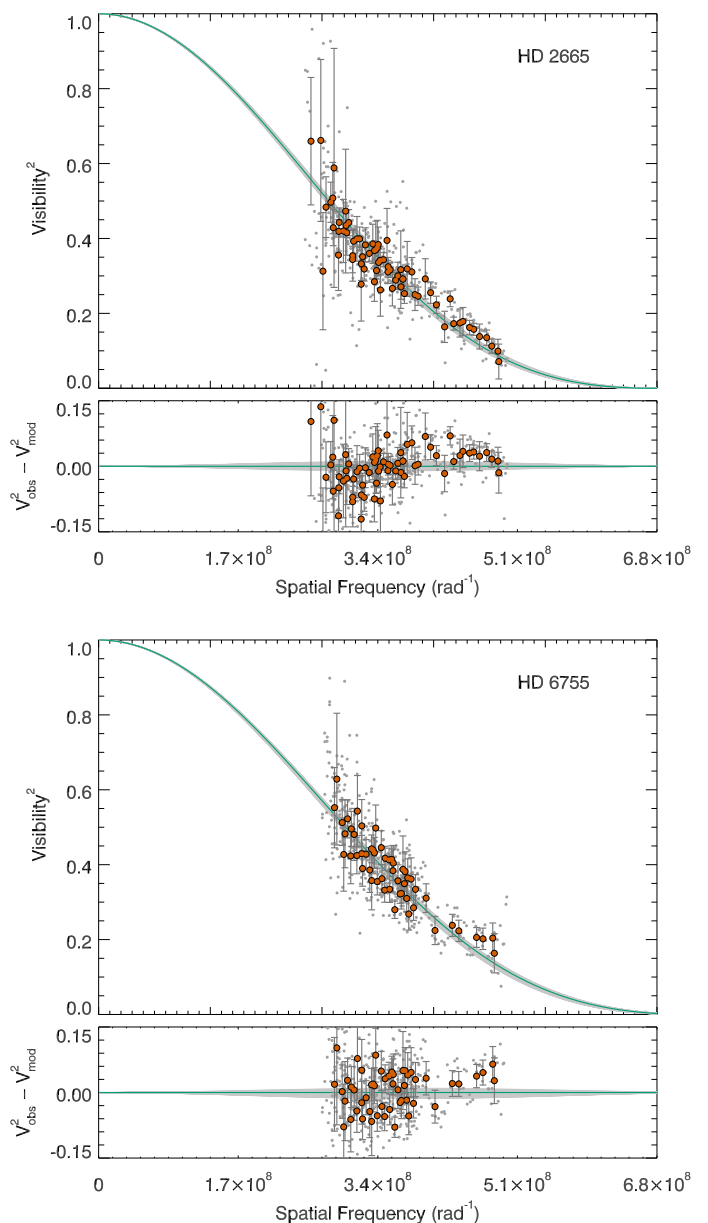 1.0
HD 2665
0.8
0.6
Visibility²
0.4
0.2
0.0
0.15
0.00
V²obs − V²mod
-0.15
0 1.7×10⁸ 3.4×10⁸ 5.1×10⁸ 6.8×10⁸
Spatial Frequency (rad⁻¹)
1.0
HD 6755
0.8
0.6
Visibility²
0.4
0.2
0.0
0.15
0.00
V²obs − V²mod
-0.15
0 1.7×10⁸ 3.4×10⁸ 5.1×10⁸ 6.8×10⁸
Spatial Frequency (rad⁻¹)